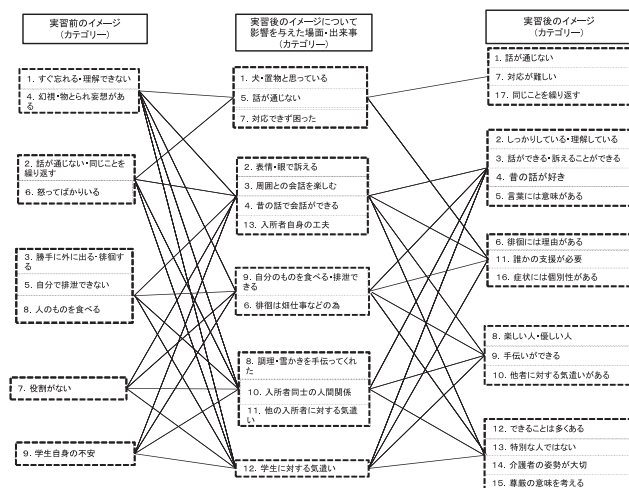 実習前のイメージ
(カテゴリー)
1. すぐ忘れる・理解できない
4. 幻視・物とられ妄想があ
る
2. 話が通じない・同じことを
繰り返す
6. 怒ってばかりいる
3. 勝手に外に出る・徘徊す
る
5. 自分で排泄できない
8. 人のものを食べる
7. 役割がない
9. 学生自身の不安
実習後のイメージについて
影響を与えた場面・出来事
(カテゴリー)
1. 犬・置物と思っている
5. 話が通じない
7. 対応できず困った
2. 表情・眼で訴える
3. 周囲との会話を楽しむ
4. 昔の話で会話ができる
13. 入所者自身の工夫
9. 自分のものを食べる・排泄
できる
6. 徘徊は畑仕事などの為
8. 調理・雪かきを手伝ってくれ
た
10. 入所者同士の人間関係
11. 他の入所者に対する気遣
い
12. 学生に対する気遣い
実習後のイメージ
(カテゴリー)
1. 話が通じない
7. 対応が難しい
17. 同じことを繰り返す
2. しっかりしている・理解している
3. 話ができる・訴えることができる
4. 昔の話が好き
5. 言葉には意味がある
6. 徘徊には理由がある
11. 誰かの支援が必要
16. 症状には個別性がある
8. 楽しい人・優しい人
9. 手伝いができる
10. 他者に対する気遣いがある
12. できることは多くある
13. 特別な人ではない
14. 介護者の姿勢が大切
15. 尊厳の意味を考える